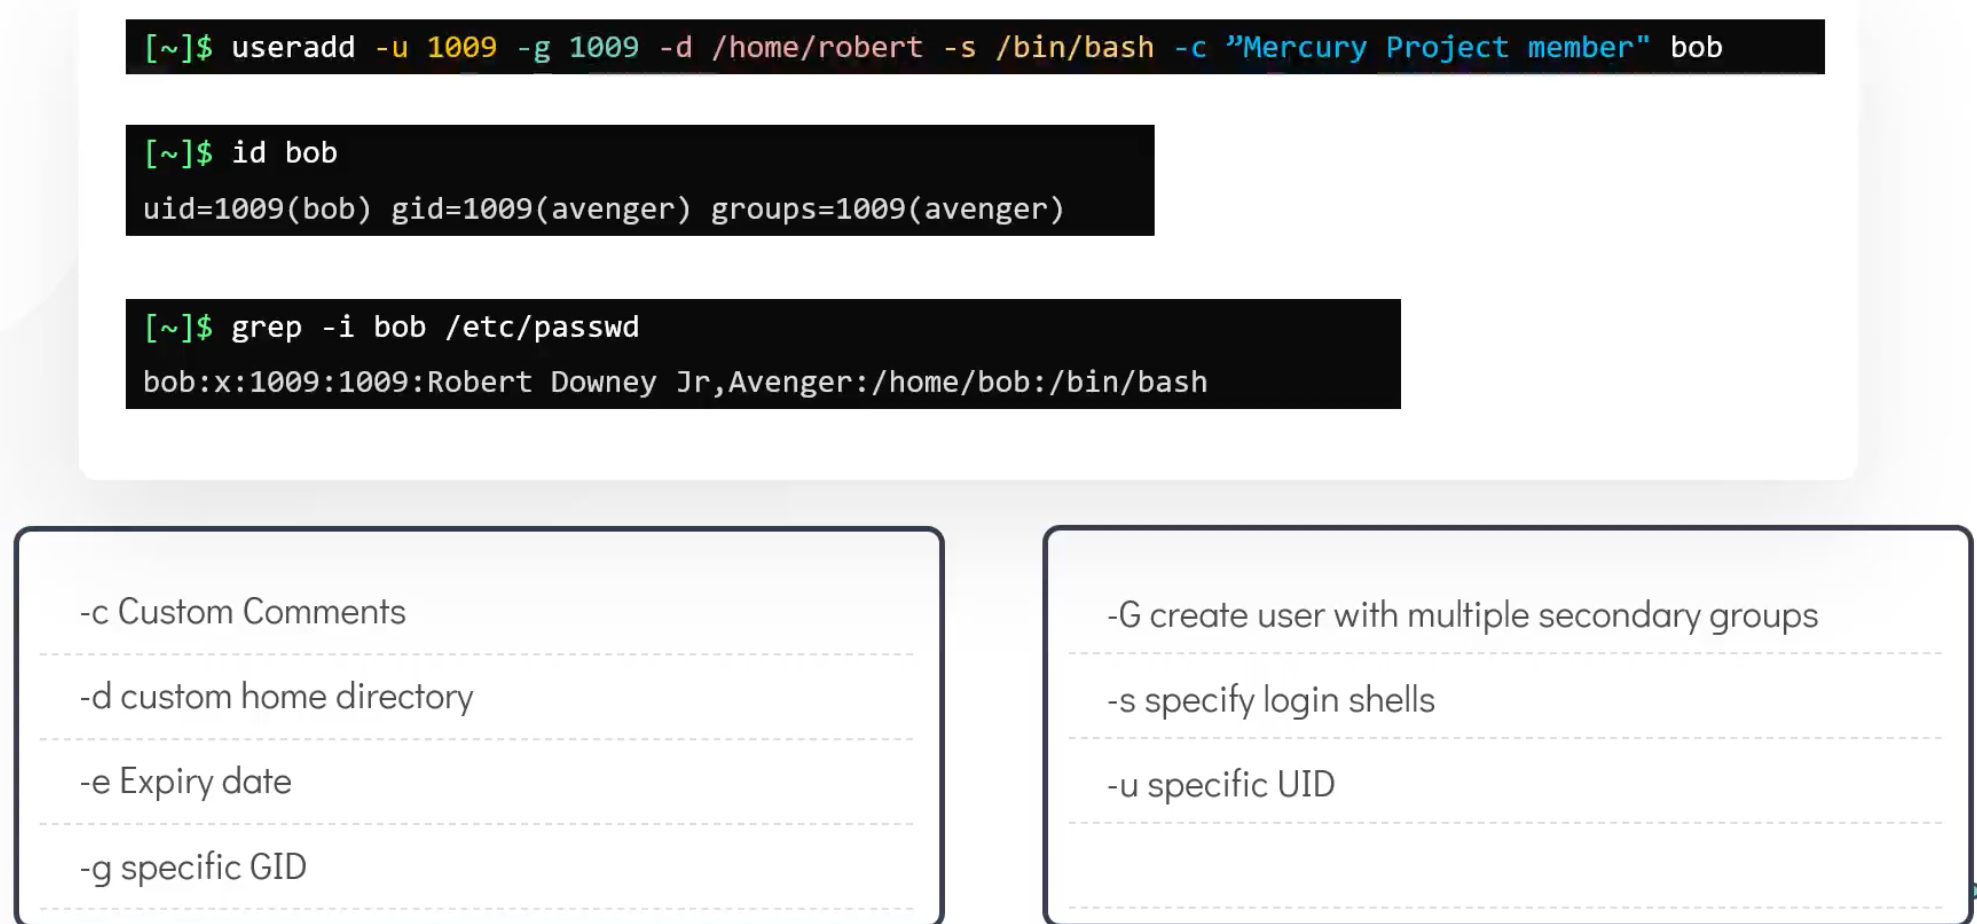 [~]$ useradd -u 1009 -g 1009 -d /home/robert -s /bin/bash -c ”Mercury Project member" bob
[~]$ id bob
uid=1009(bob) gid=1009(avenger) groups=1009(avenger)
[~]$ grep -i bob /etc/passwd
bob:x:1009:1009:Robert Downey Jr,Avenger:/home/bob:/bin/bash
-c Custom Comments
-d custom home directory
-e Expiry date
-g specific GID
-G create user with multiple secondary groups
-s specify login shells
-u specific UID